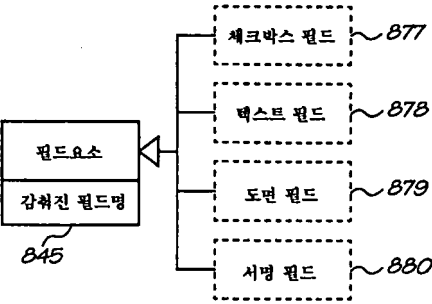 체크박스 필드
877
텍스트 필드
878
필드요소
감춰진 필드명
845
도면 필드
879
서명 필드
880